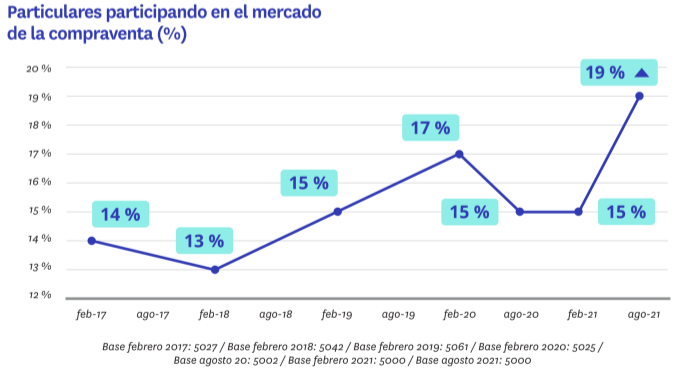 Particulares participando en el mercado
de la compraventa (%)
20 %
19 %
18 %
17 %
16 %
15 %
14 %
13 %
12 %
14 %
13 %
15 %
17 %
15 %
15 %
19 % ▲
feb-17 ago-17 feb-18 ago-18 feb-19 ago-19 feb-20 ago-20 feb-21 ago-21
Base febrero 2017: 5027 / Base febrero 2018: 5042 / Base febrero 2019: 5061 / Base febrero 2020: 5025 /
Base agosto 20: 5002 / Base febrero 2021: 5000 / Base agosto 2021: 5000